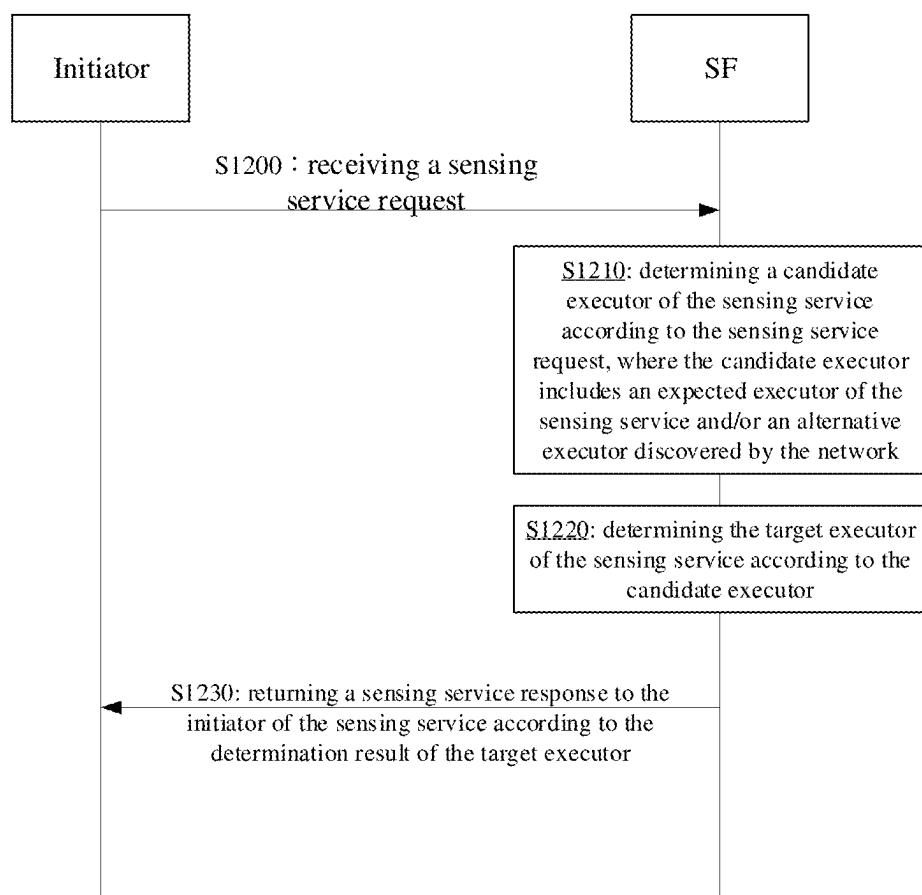 Initiator
SF
S1200：receiving a sensing
service request
S1210: determining a candidate
executor of the sensing service
according to the sensing service
request, where the candidate executor
includes an expected executor of the
sensing service and/or an alternative
executor discovered by the network
S1220: determining the target executor
of the sensing service according to the
candidate executor
S1230: returning a sensing service response to the
initiator of the sensing service according to the
determination result of the target executor